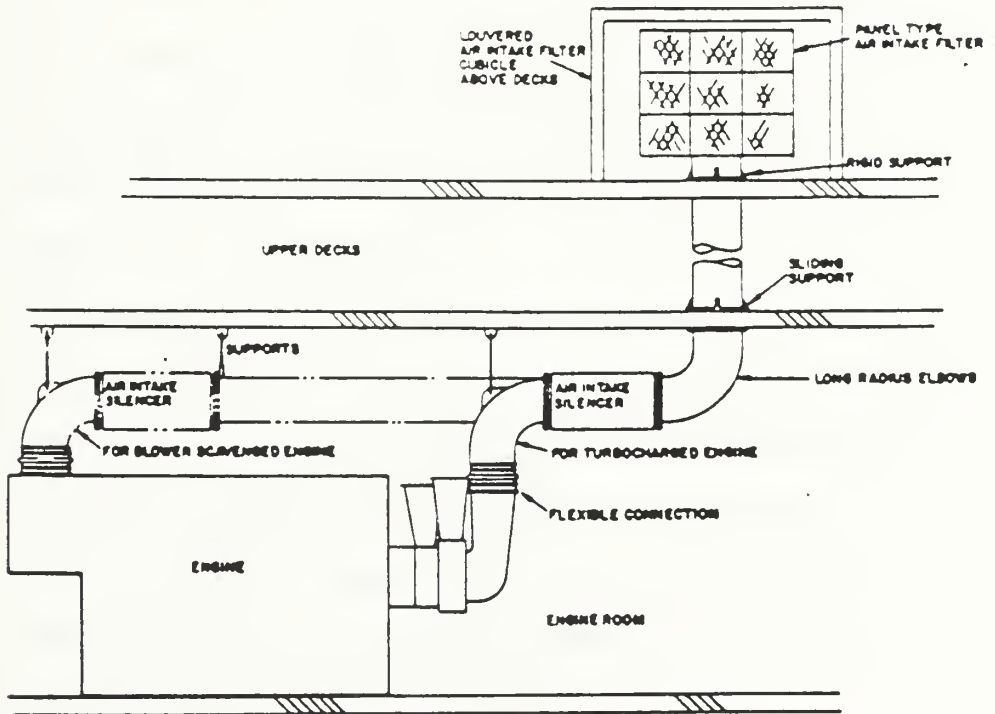 LOUVERED
AIR INTAKE FILTER
CUBICLE
ABOVE DECKS
PANEL TYPE
AIR INTAKE FILTER
RIGID SUPPORT
UPPER DECKS
SLIDING
SUPPORT
SUPPORTS
AIR INTAKE
SILENCER
AIR INTAKE
SILENCER
LONG RADIUS ELBOWS
FOR BLOWER SCAVENGED ENGINE
FOR TURBOCHARGED ENGINE
FLEXIBLE CONNECTION
ENGINE
ENGINE ROOM